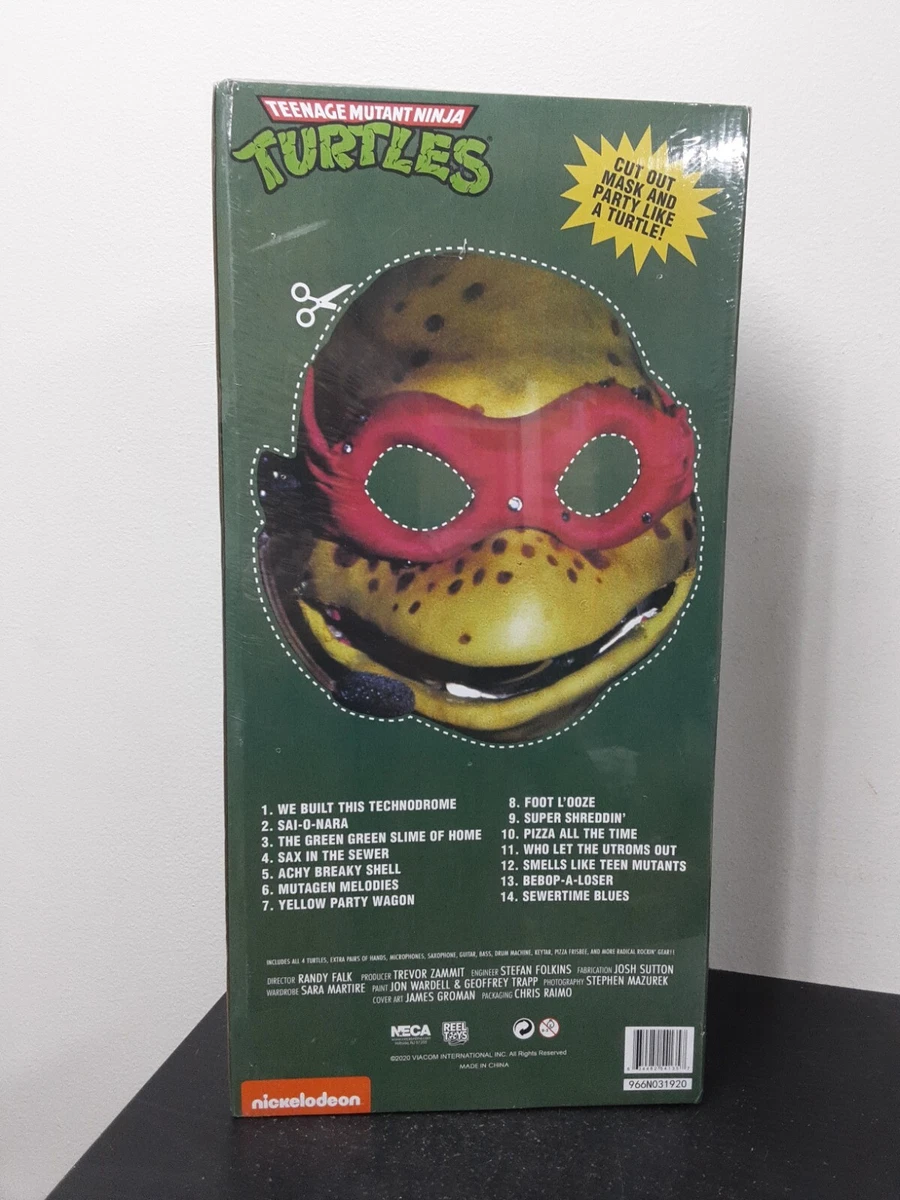 TEENAGE MUTANT NINJA
TURTLES
CUT OUT
MASK AND
PARTY LIKE
A TURTLE!
1. WE BUILT THIS TECHNODROME
2. SAI-O-NARA
3. THE GREEN GREEN SLIME OF HOME
4. SAX IN THE SEWER
5. ACHY BREAKY SHELL
6. MUTAGEN MELODIES
7. YELLOW PARTY WAGON
8. FOOT L'OOZE
9. SUPER SHREDDIN'
10. PIZZA ALL THE TIME
11. WHO LET THE UTROMS OUT
12. SMELLS LIKE TEEN MUTANTS
13. BEBOP-A-LOSER
14. SEWERTIME BLUES
INCLUDES ALL 4 TURTLES, EXTRA PAIRS OF HANDS, MICROPHONES, SAXOPHONE, GUITAR, BASS, DRUM MACHINE, KEYTAR, PIZZA FRISBEE, AND MORE RADICAL ROCKIN' GEAR!!
DIRECTOR RANDY FALK PRODUCER TREVOR ZAMMIT ENGINEER STEFAN FOLKINS FABRICATION JOSH SUTTON
WARDROBE SARA MARTIRE PAINT JON WARDELL & GEOFFREY TRAPP PHOTOGRAPHY STEPHEN MAZUREK
COVER ART JAMES GROMAN PACKAGING CHRIS RAIMO
NECA
REEL
TOYS
©2020 VIACOM INTERNATIONAL INC. All Rights Reserved
MADE IN CHINA
966N031920
nickelodeon